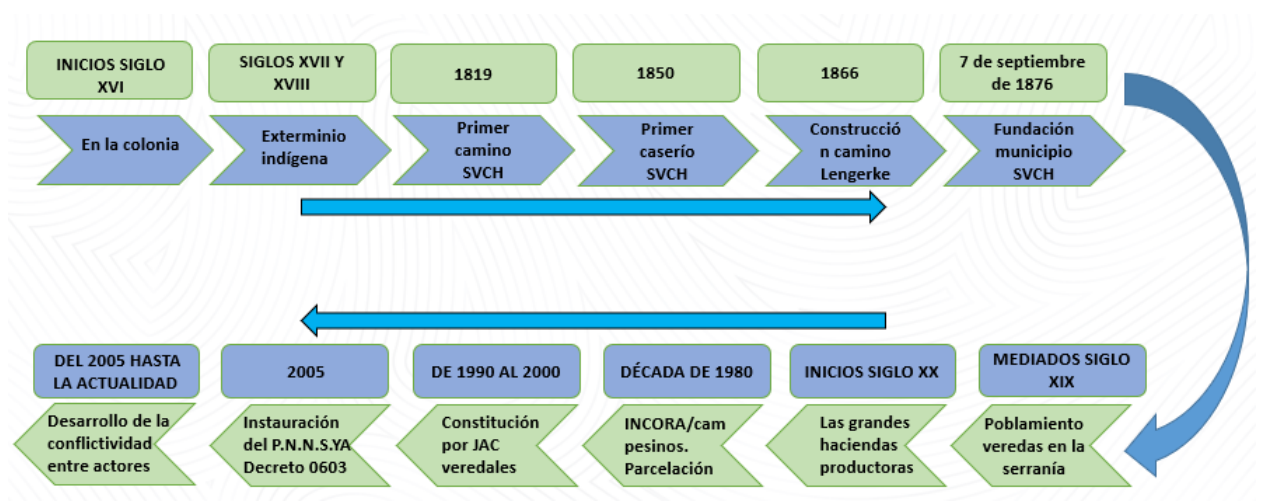 INICIOS SIGLO
XVI
SIGLOS XVII Y
XVIII
1819
1850
1866
7 de septiembre
de 1876
En la colonia
Exterminio
indígena
Primer
camino
SVCH
Primer
caserío
SVCH
Construcció
n camino
Lengerke
Fundación
municipio
SVCH
MEDIADOS SIGLO
XIX
INICIOS SIGLO XX
DÉCADA DE 1980
DE 1990 AL 2000
2005
DEL 2005 HASTA
LA ACTUALIDAD
Poblamiento
veredas en la
serranía
Las grandes
haciendas
productoras
INCORA/cam
pesinos.
Parcelación
Constitución
por JAC
veredales
Instauración
del P.N.N.S.YA
Decreto 0603
Desarrollo de la
conflictividad
entre actores